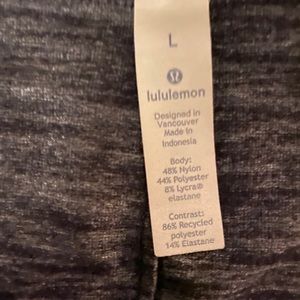 L
lululemon
Designed in
Vancouver
Made In
Indonesia
Body:
48% Nylon
44% Polyester
8% Lycra®
elastane
Contrast:
86% Recycled
polyester
14% Elastane